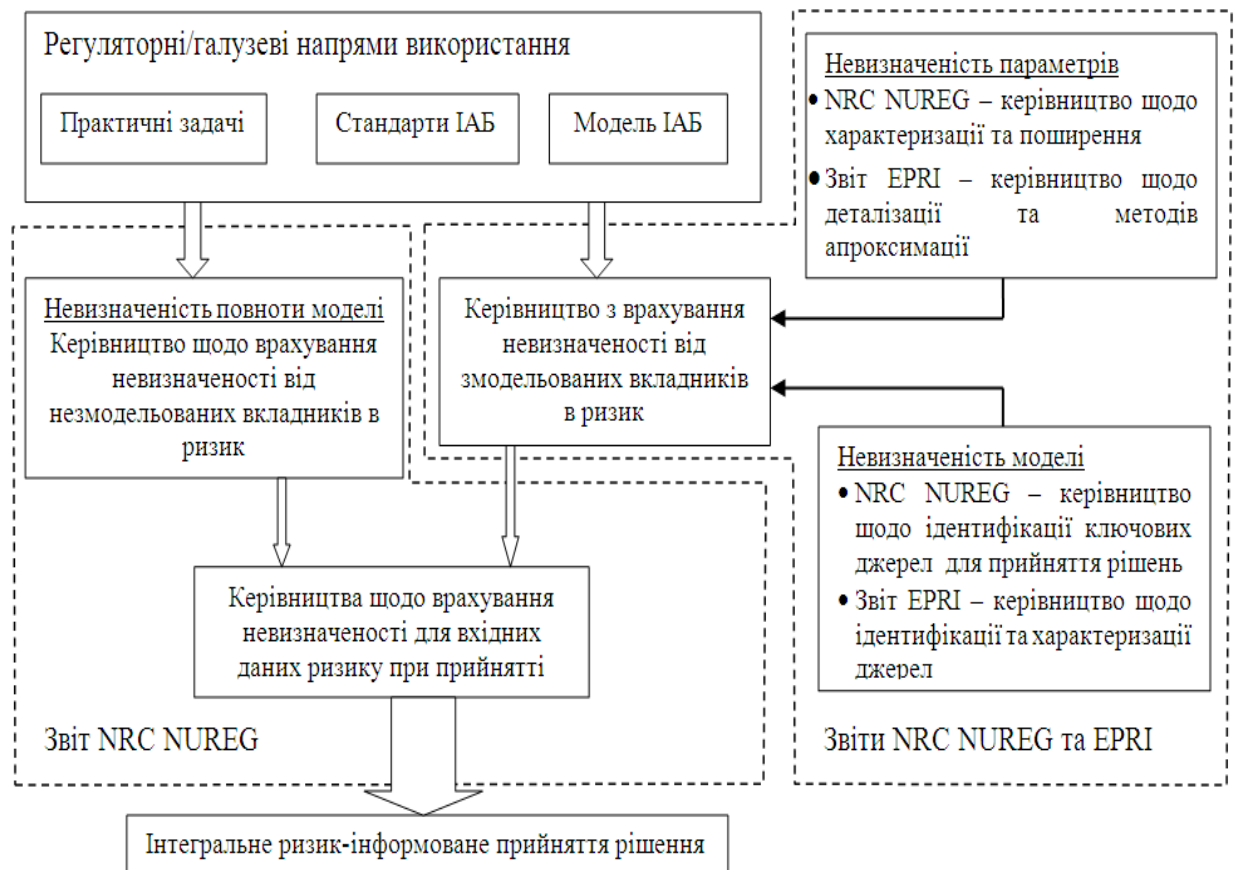 Регуляторні/галузеві напрями використання
Практичні задачі
Стандарти ІАБ
Модель ІАБ
Невизначеність параметрів
• NRC NUREG – керівництво щодо
характеризації та поширення
• Звіт EPRI – керівництво щодо
деталізації та методів
апроксимації
Невизначеність повноти моделі
Керівництво щодо врахування
невизначеності від
незмодельованих вкладників в
ризик
Керівництво з врахування
невизначеності від
змодельованих вкладників
в ризик
Невизначеність моделі
• NRC NUREG – керівництво
щодо ідентифікації ключових
джерел для прийняття рішень
• Звіт EPRI – керівництво щодо
ідентифікації та характеризації
джерел
Керівництва щодо врахування
невизначеності для вхідних
даних ризику при прийнятті
Звіт NRC NUREG
Звіти NRC NUREG та EPRI
Інтегральне ризик-інформоване прийняття рішення